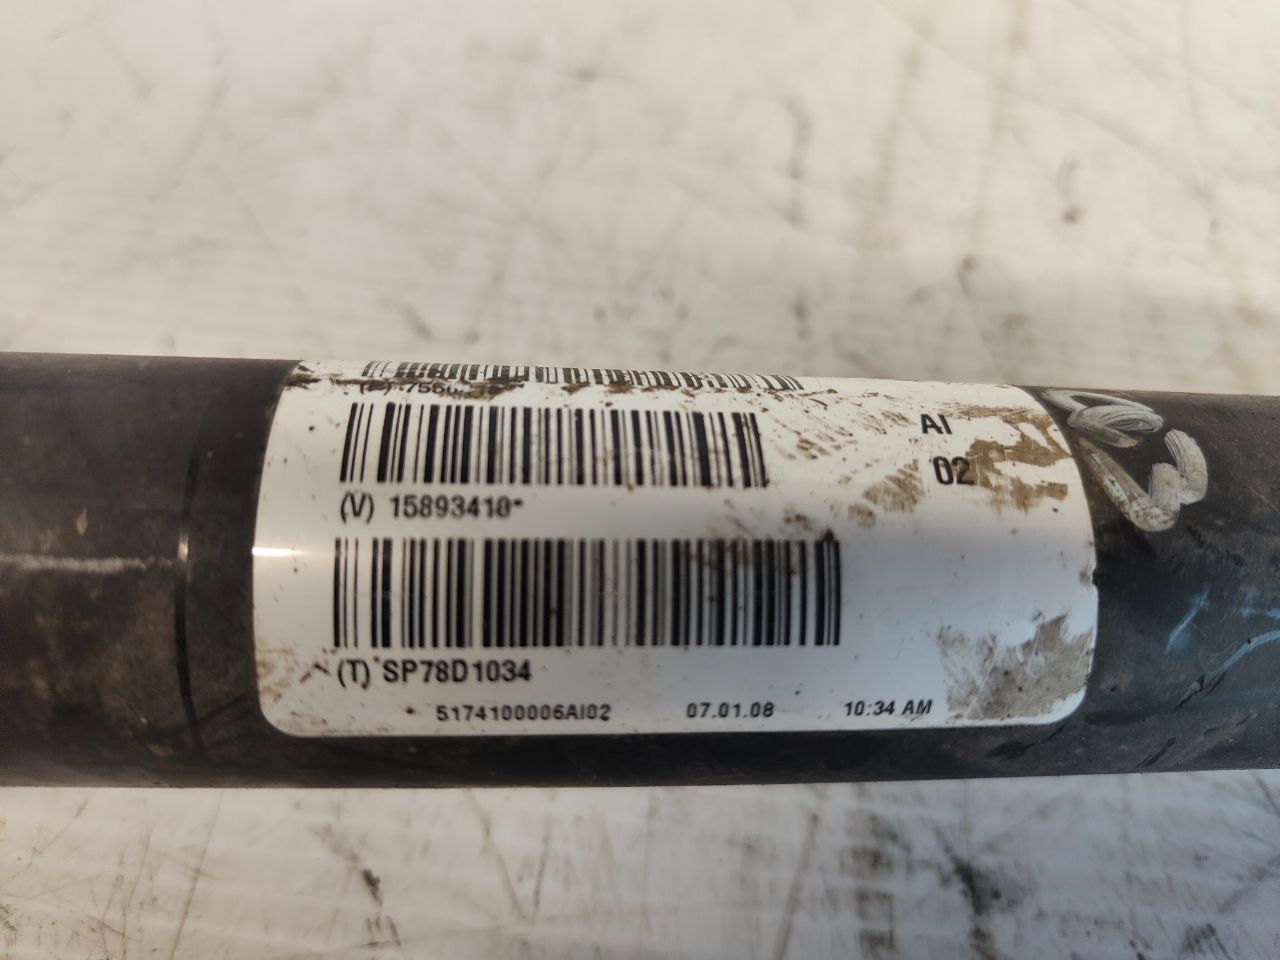 AI
02
(V) 15893418*
(T) SP78D1034
5174100006AI02 07.01.08 10:34 AM